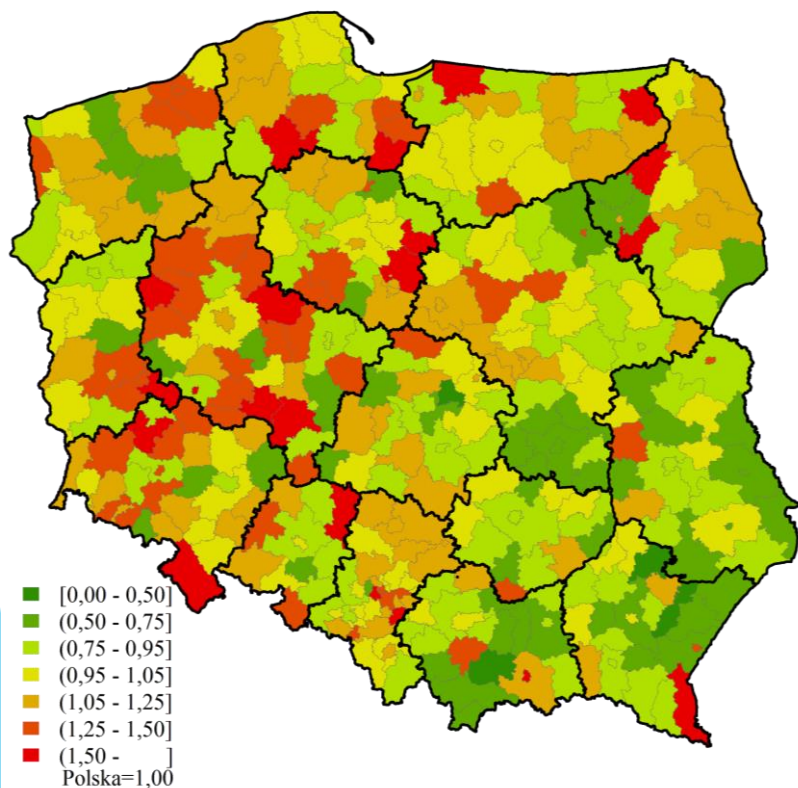 [0,00 - 0,50]
(0,50 - 0,75]
(0,75 - 0,95]
(0,95 - 1,05]
(1,05 - 1,25]
(1,25 - 1,50]
(1,50 - ]
Polska=1,00